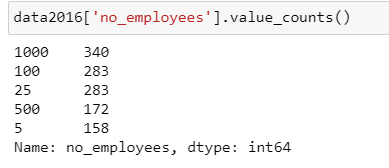 data2016['no_employees'].value_counts()
1000    340
100     283
25      283
500     172
5       158
Name: no_employees, dtype: int64